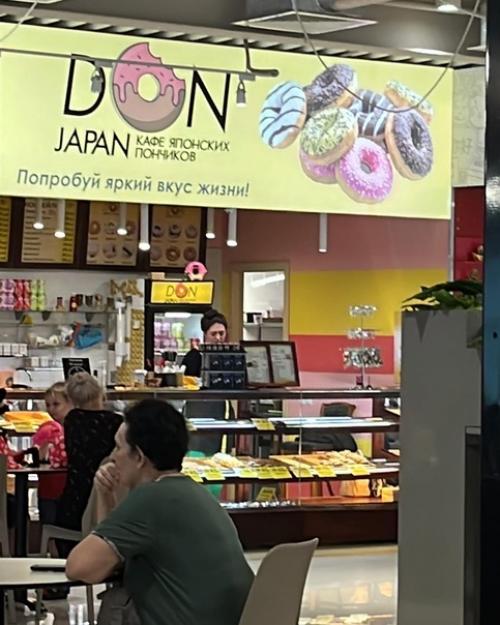 DON
JAPAN КАФЕ ЯПОНСКИХ
ПОНЧИКОВ
Попробуй яркий вкус жизни!
DON